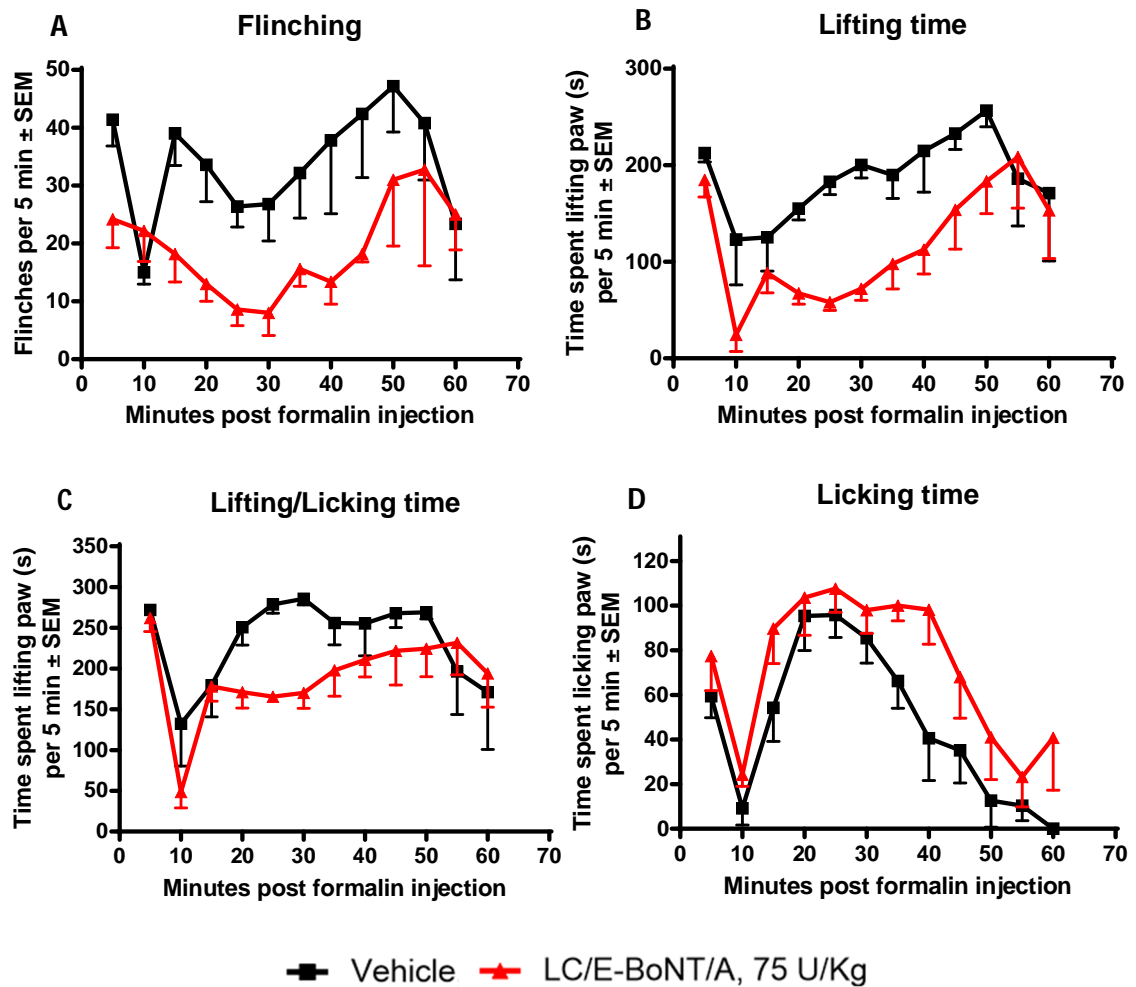 A
Flinching
Flinches per 5 min ± SEM
50
40
30
20
10
0
0 10 20 30 40 50 60 70
Minutes post formalin injection
B
Lifting time
Time spent lifting paw (s)
per 5 min ± SEM
300
200
100
0
0 10 20 30 40 50 60 70
Minutes post formalin injection
C
Lifting/Licking time
Time spent lifting paw (s)
per 5 min ± SEM
350
300
250
200
150
100
50
0
0 10 20 30 40 50 60 70
Minutes post formalin injection
D
Licking time
Time spent licking paw (s)
per 5 min ± SEM
120
100
80
60
40
20
0
0 10 20 30 40 50 60 70
Minutes post formalin injection
Vehicle LC/E-BoNT/A, 75 U/Kg